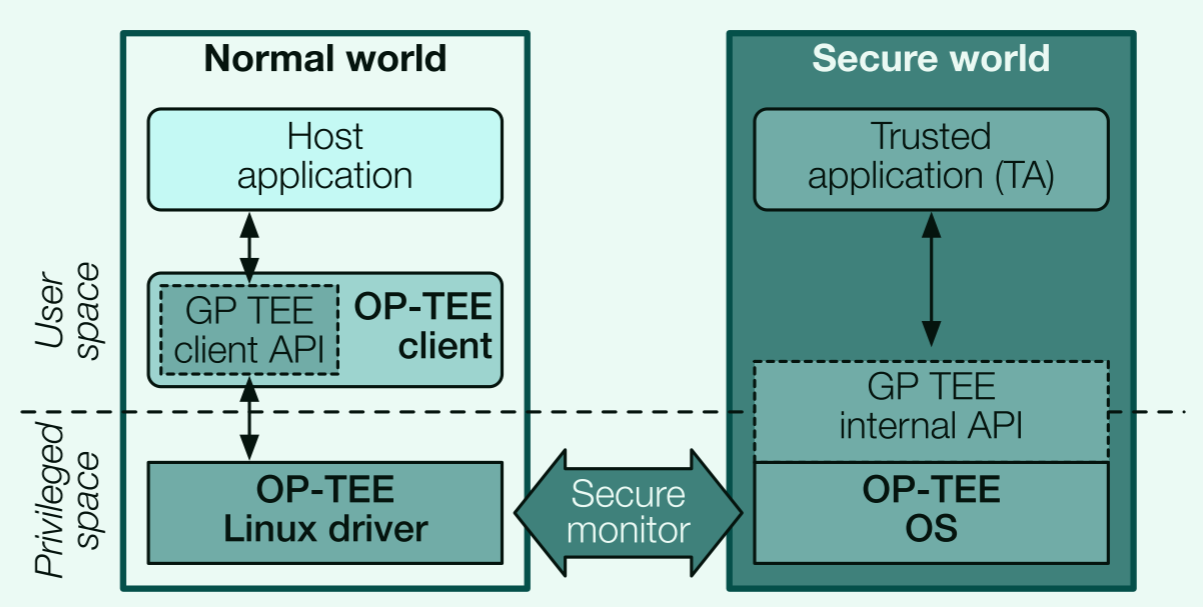 Normal world
Host
application
GP TEE
client API
OP-TEE
client
OP-TEE
Linux driver
Secure
monitor
Secure world
Trusted
application (TA)
GP TEE
internal API
OP-TEE
OS
User
space
Privileged
space